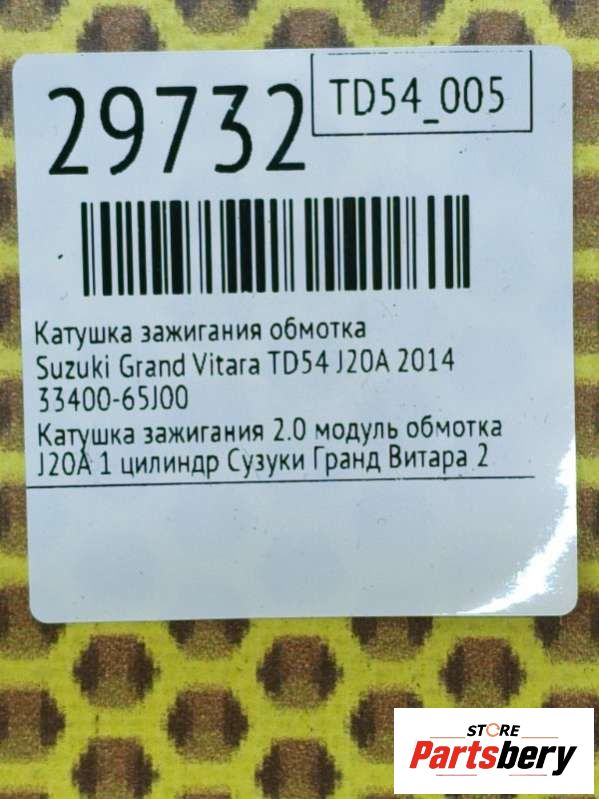 29732
TD54_005
Катушка зажигания обмотка
Suzuki Grand Vitara TD54 J20A 2014
33400-65J00
Катушка зажигания 2.0 модуль обмотка
J20A 1 цилиндр Сузуки Гранд Витара 2
STORE
Partsbery